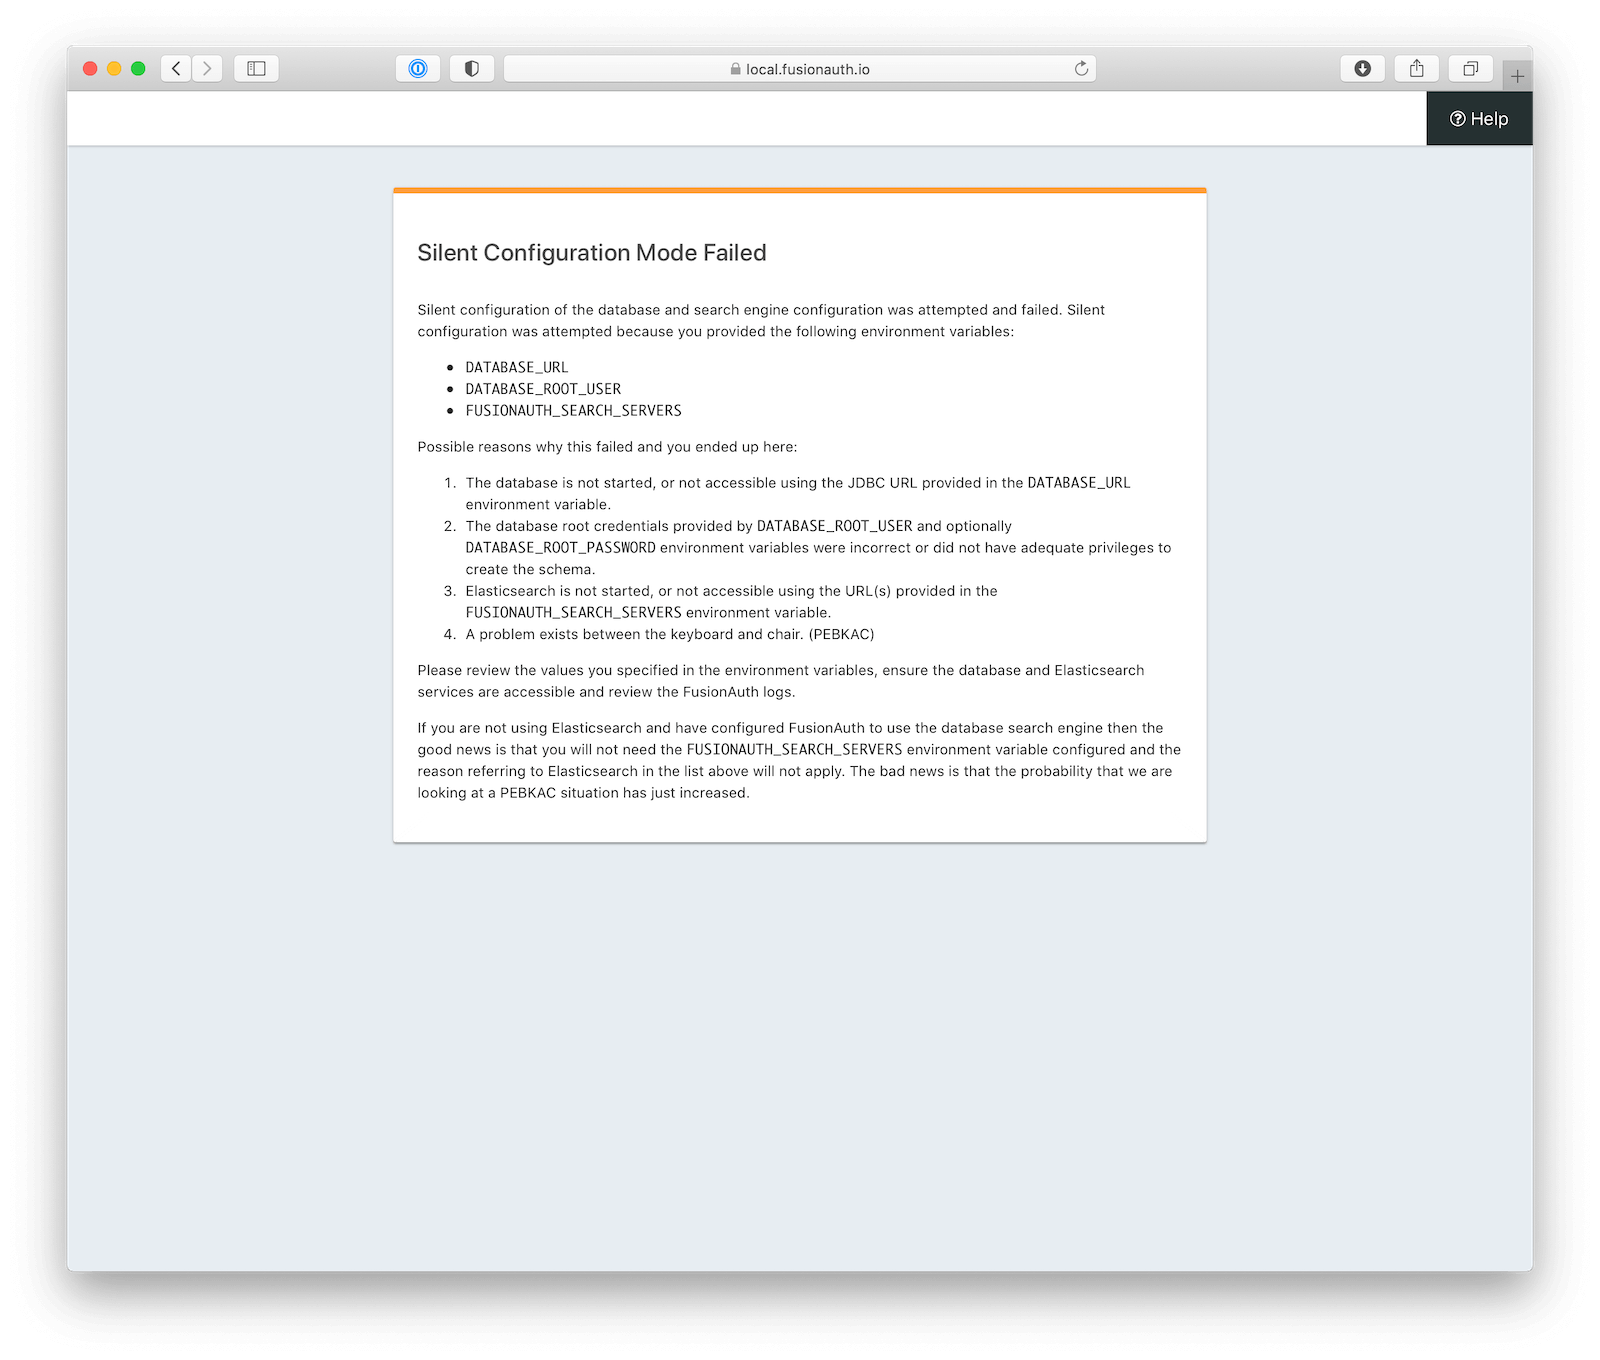 local.fusionauth.io
Help
Silent Configuration Mode Failed
Silent configuration of the database and search engine configuration was attempted and failed. Silent
configuration was attempted because you provided the following environment variables:
• DATABASE_URL
• DATABASE_ROOT_USER
• FUSIONAUTH_SEARCH_SERVERS
Possible reasons why this failed and you ended up here:
1. The database is not started, or not accessible using the JDBC URL provided in the DATABASE_URL
environment variable.
2. The database root credentials provided by DATABASE_ROOT_USER and optionally
DATABASE_ROOT_PASSWORD environment variables were incorrect or did not have adequate privileges to
create the schema.
3. Elasticsearch is not started, or not accessible using the URL(s) provided in the
FUSIONAUTH_SEARCH_SERVERS environment variable.
4. A problem exists between the keyboard and chair. (PEBKAC)
Please review the values you specified in the environment variables, ensure the database and Elasticsearch
services are accessible and review the FusionAuth logs.
If you are not using Elasticsearch and have configured FusionAuth to use the database search engine then the
good news is that you will not need the FUSIONAUTH_SEARCH_SERVERS environment variable configured and the
reason referring to Elasticsearch in the list above will not apply. The bad news is that the probability that we are
looking at a PEBKAC situation has just increased.